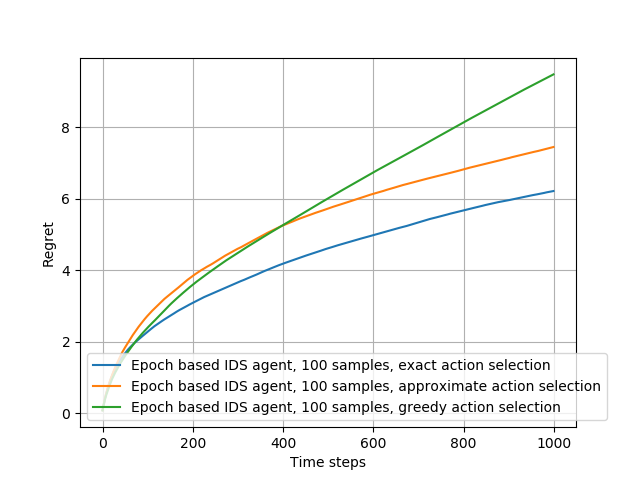 8
6
4
2
0
Regret
Epoch based IDS agent, 100 samples, exact action selection
Epoch based IDS agent, 100 samples, approximate action selection
Epoch based IDS agent, 100 samples, greedy action selection
0 200 400 600 800 1000
Time steps